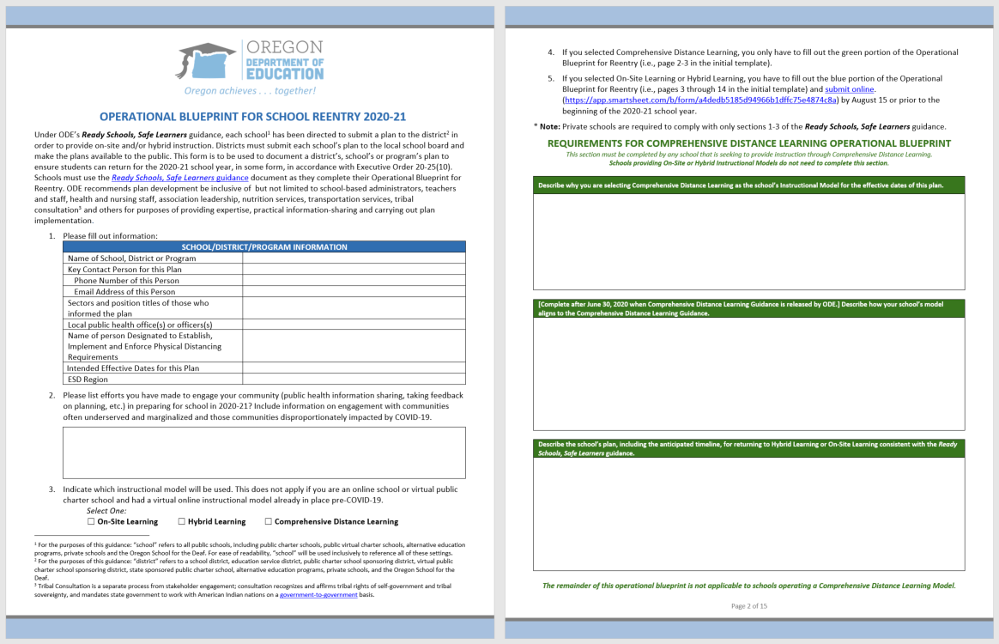 OREGON
DEPARTMENT OF
EDUCATION
Oregon achieves . . . together!
OPERATIONAL BLUEPRINT FOR SCHOOL REENTRY 2020-21
Under ODE's Ready Schools, Safe Learners guidance, each school¹ has been directed to submit a plan to the district² in
order to provide on-site and/or hybrid instruction. Districts must submit each school's plan to the local school board and
make the plans available to the public. This form is to be used to document a district's, school's or program's plan to
ensure students can return for the 2020-21 school year, in some form, in accordance with Executive Order 20-25(10).
Schools must use the Ready Schools, Safe Learners guidance document as they complete their Operational Blueprint for
Reentry. ODE recommends plan development be inclusive of but not limited to school-based administrators, teachers
and staff, health and nursing staff, association leadership, nutrition services, transportation services, tribal
consultation³ and others for purposes of providing expertise, practical information-sharing and carrying out plan
implementation.
1. Please fill out information:
SCHOOL/DISTRICT/PROGRAM INFORMATION
Name of School, District or Program
Key Contact Person for this Plan
Phone Number of this Person
Email Address of this Person
Sectors and position titles of those who
informed the plan
Local public health office(s) or officers(s)
Name of person Designated to Establish,
Implement and Enforce Physical Distancing
Requirements
Intended Effective Dates for this Plan
ESD Region
2. Please list efforts you have made to engage your community (public health information sharing, taking feedback
on planning, etc.) in preparing for school in 2020-21? Include information on engagement with communities
often underserved and marginalized and those communities disproportionately impacted by COVID-19.
3. Indicate which instructional model will be used. This does not apply if you are an online school or virtual public
charter school and had a virtual online instructional model already in place pre-COVID-19.
Select One:
☐ On-Site Learning ☐ Hybrid Learning ☐ Comprehensive Distance Learning
¹ For the purposes of this guidance: "school" refers to all public schools, including public charter schools, public virtual charter schools, alternative education
programs, private schools and the Oregon School for the Deaf. For ease of readability, "school" will be used inclusively to reference all of these settings.
² For the purposes of this guidance: "district" refers to a school district, education service district, public charter school sponsoring district, virtual public
charter school sponsoring district, state sponsored public charter school, alternative education programs, private schools, and the Oregon School for the
Deaf.
³ Tribal Consultation is a separate process from stakeholder engagement; consultation recognizes and affirms tribal rights of self-government and tribal
sovereignty, and mandates state government to work with American Indian nations on a government-to-government basis.
4. If you selected Comprehensive Distance Learning, you only have to fill out the green portion of the Operational
Blueprint for Reentry (i.e., page 2-3 in the initial template).
5. If you selected On-Site Learning or Hybrid Learning, you have to fill out the blue portion of the Operational
Blueprint for Reentry (i.e., pages 3 through 14 in the initial template) and submit online.
(https://app.smartsheet.com/b/form/a4dedb5185d94966b1dffc75e4874c8a) by August 15 or prior to the
beginning of the 2020-21 school year.
* Note: Private schools are required to comply with only sections 1-3 of the Ready Schools, Safe Learners guidance.
REQUIREMENTS FOR COMPREHENSIVE DISTANCE LEARNING OPERATIONAL BLUEPRINT
This section must be completed by any school that is seeking to provide instruction through Comprehensive Distance Learning.
Schools providing On-Site or Hybrid Instructional Models do not need to complete this section.
Describe why you are selecting Comprehensive Distance Learning as the school's Instructional Model for the effective dates of this plan.
[Complete after June 30, 2020 when Comprehensive Distance Learning Guidance is released by ODE.] Describe how your school's model
aligns to the Comprehensive Distance Learning Guidance.
Describe the school's plan, including the anticipated timeline, for returning to Hybrid Learning or On-Site Learning consistent with the Ready
Schools, Safe Learners guidance.
The remainder of this operational blueprint is not applicable to schools operating a Comprehensive Distance Learning Model.
Page 2 of 15